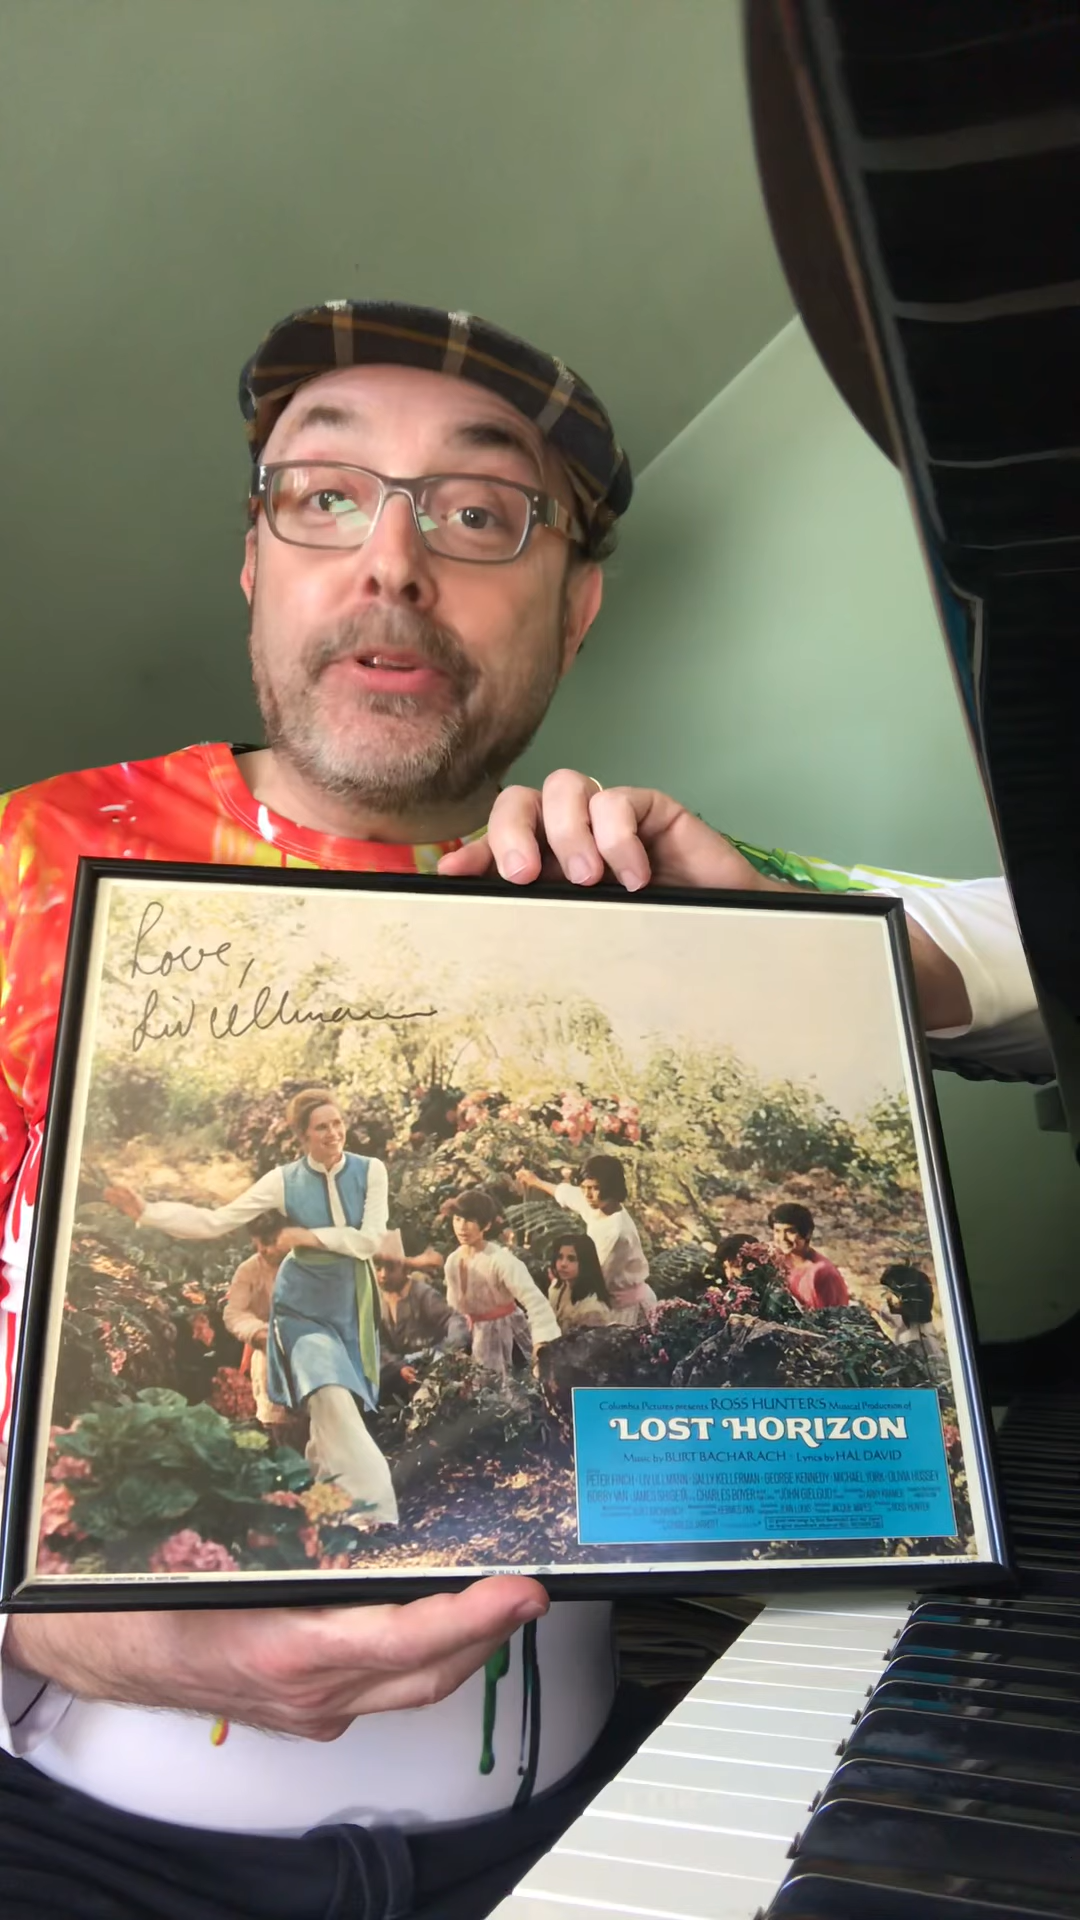 Love,
Liv Ullmann
Columbia Pictures presents ROSS HUNTER'S Musical Production of
LOST HORIZON
Music by BURT BACHARACH Lyrics by HAL DAVID
PETER FINCH · LIV ULLMANN · SALLY KELLERMAN · GEORGE KENNEDY · MICHAEL YORK · OLIVIA HUSSEY
BOBBY VAN JAMES SHIGETA CHARLES BOYER JOHN GIELGUD
ROSS HUNTER